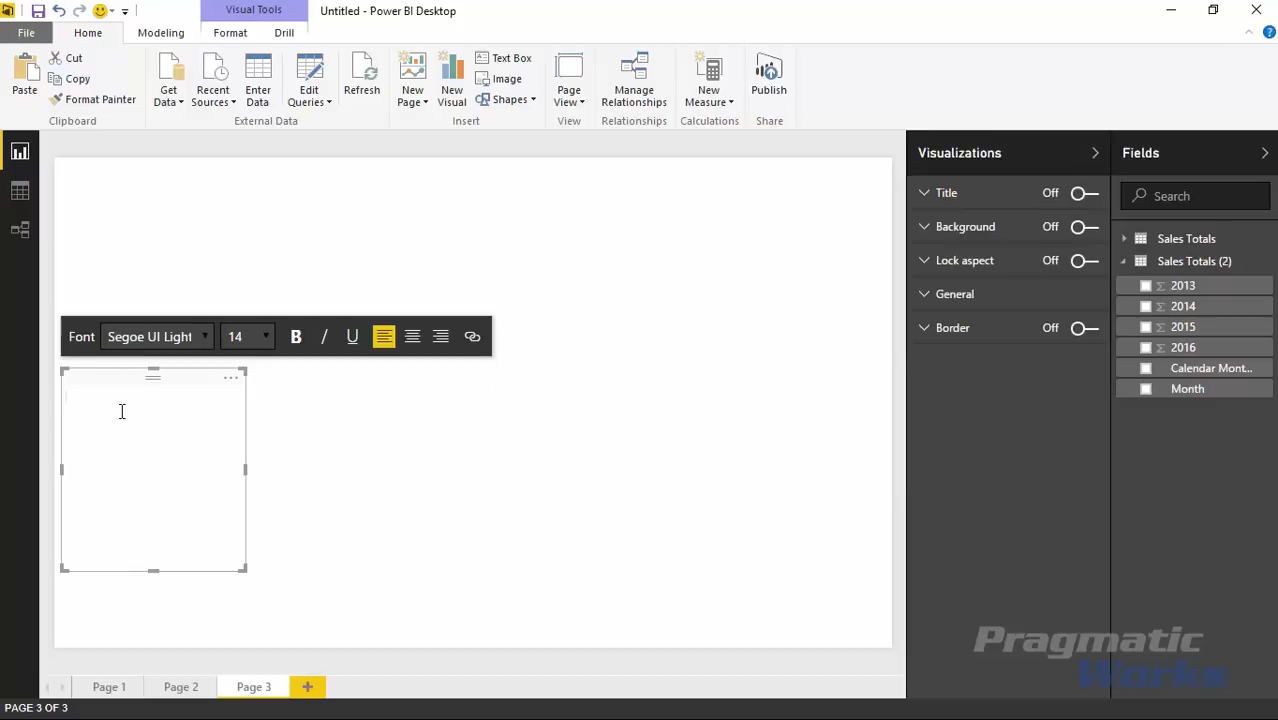 Visual Tools
Untitled - Power BI Desktop
File
Home
Modeling
Format
Drill
Paste
Cut
Copy
Format Painter
Clipboard
Get Data
Recent Sources
Enter Data
Edit Queries
Refresh
External Data
New Page
New Visual
Text Box
Image
Shapes
Insert
Page View
View
Manage Relationships
Relationships
New Measure
Calculations
Publish
Share
Font
Segoe UI Light
14
B
/
U
Visualizations
Title Off
Background Off
Lock aspect Off
General
Border Off
Fields
Search
Sales Totals
Sales Totals (2)
Σ 2013
Σ 2014
Σ 2015
Σ 2016
Calendar Mont...
Month
Pragmatic
Works
Page 1
Page 2
Page 3
+
PAGE 3 OF 3